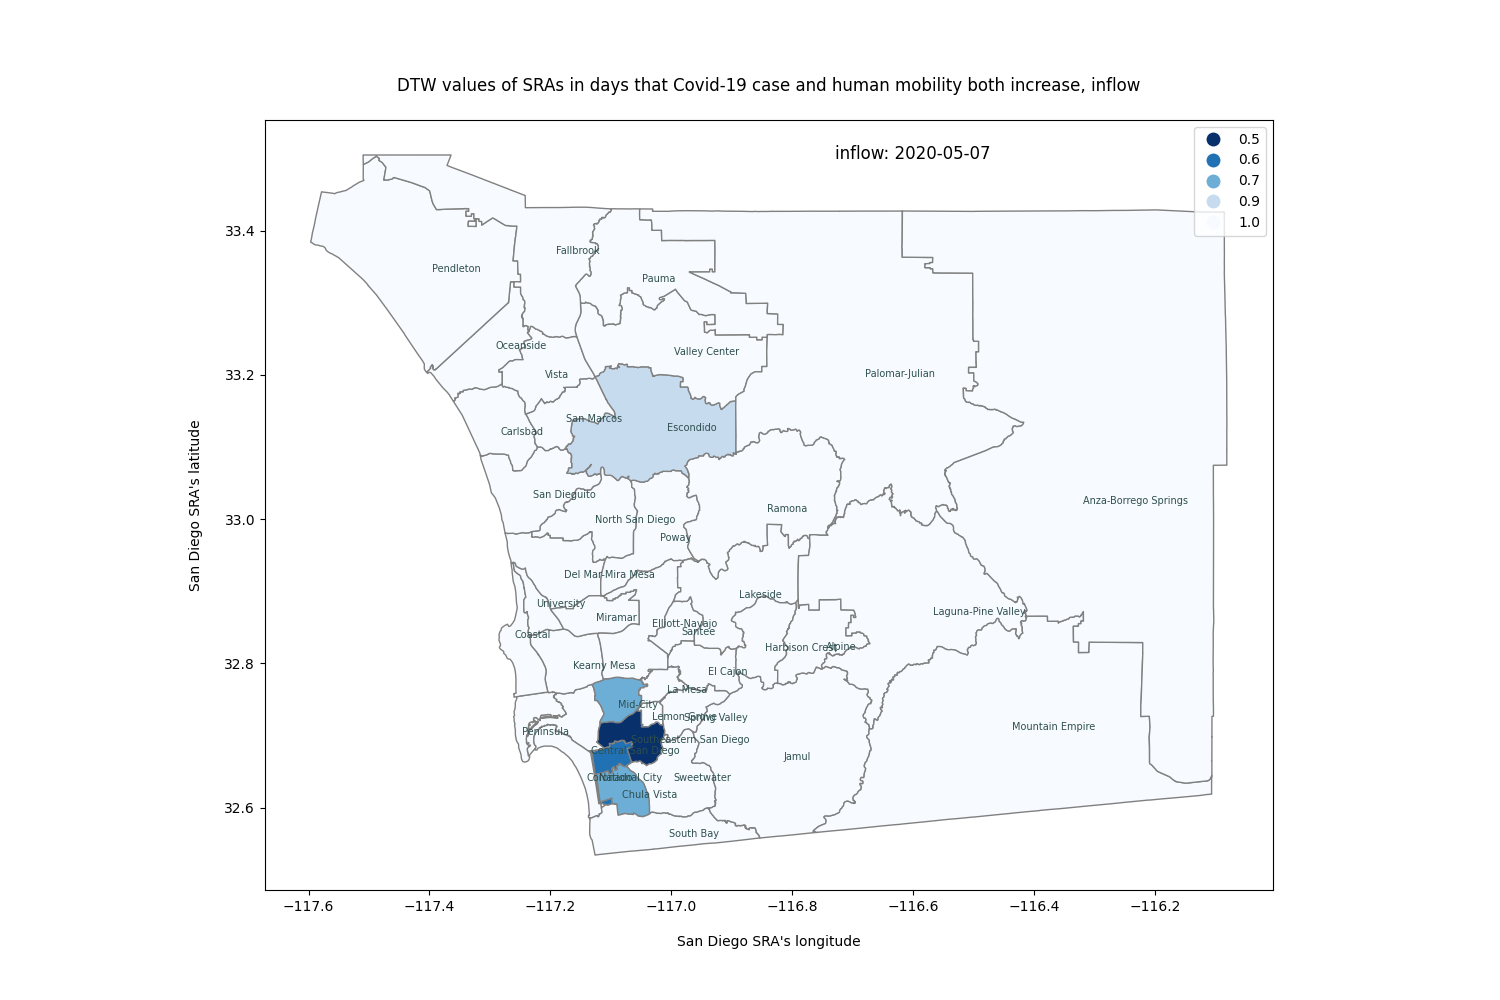 DTW values of SRAs in days that Covid-19 case and human mobility both increase, inflow
inflow: 2020-05-07
0.5
0.6
0.7
0.9
1.0
33.4
33.2
33.0
32.8
32.6
San Diego SRA's latitude
Fallbrook
Pendleton
Pauma
Oceanside
Valley Center
Vista
Palomar-Julian
San Marcos
Escondido
Carlsbad
San Dieguito
Anza-Borrego Springs
Ramona
North San Diego
Poway
Del Mar-Mira Mesa
Lakeside
University
Laguna-Pine Valley
Miramar
Elliott-Navajo
Santee
Coastal
Harbison Crest
Alpine
Kearny Mesa
El Cajon
La Mesa
Mid-City
Lemon Grove
Spring Valley
Mountain Empire
Peninsula
Southeastern San Diego
Central San Diego
Jamul
Coronado
National City
Sweetwater
Chula Vista
South Bay
−117.6
−117.4
−117.2
−117.0
−116.8
−116.6
−116.4
−116.2
San Diego SRA's longitude